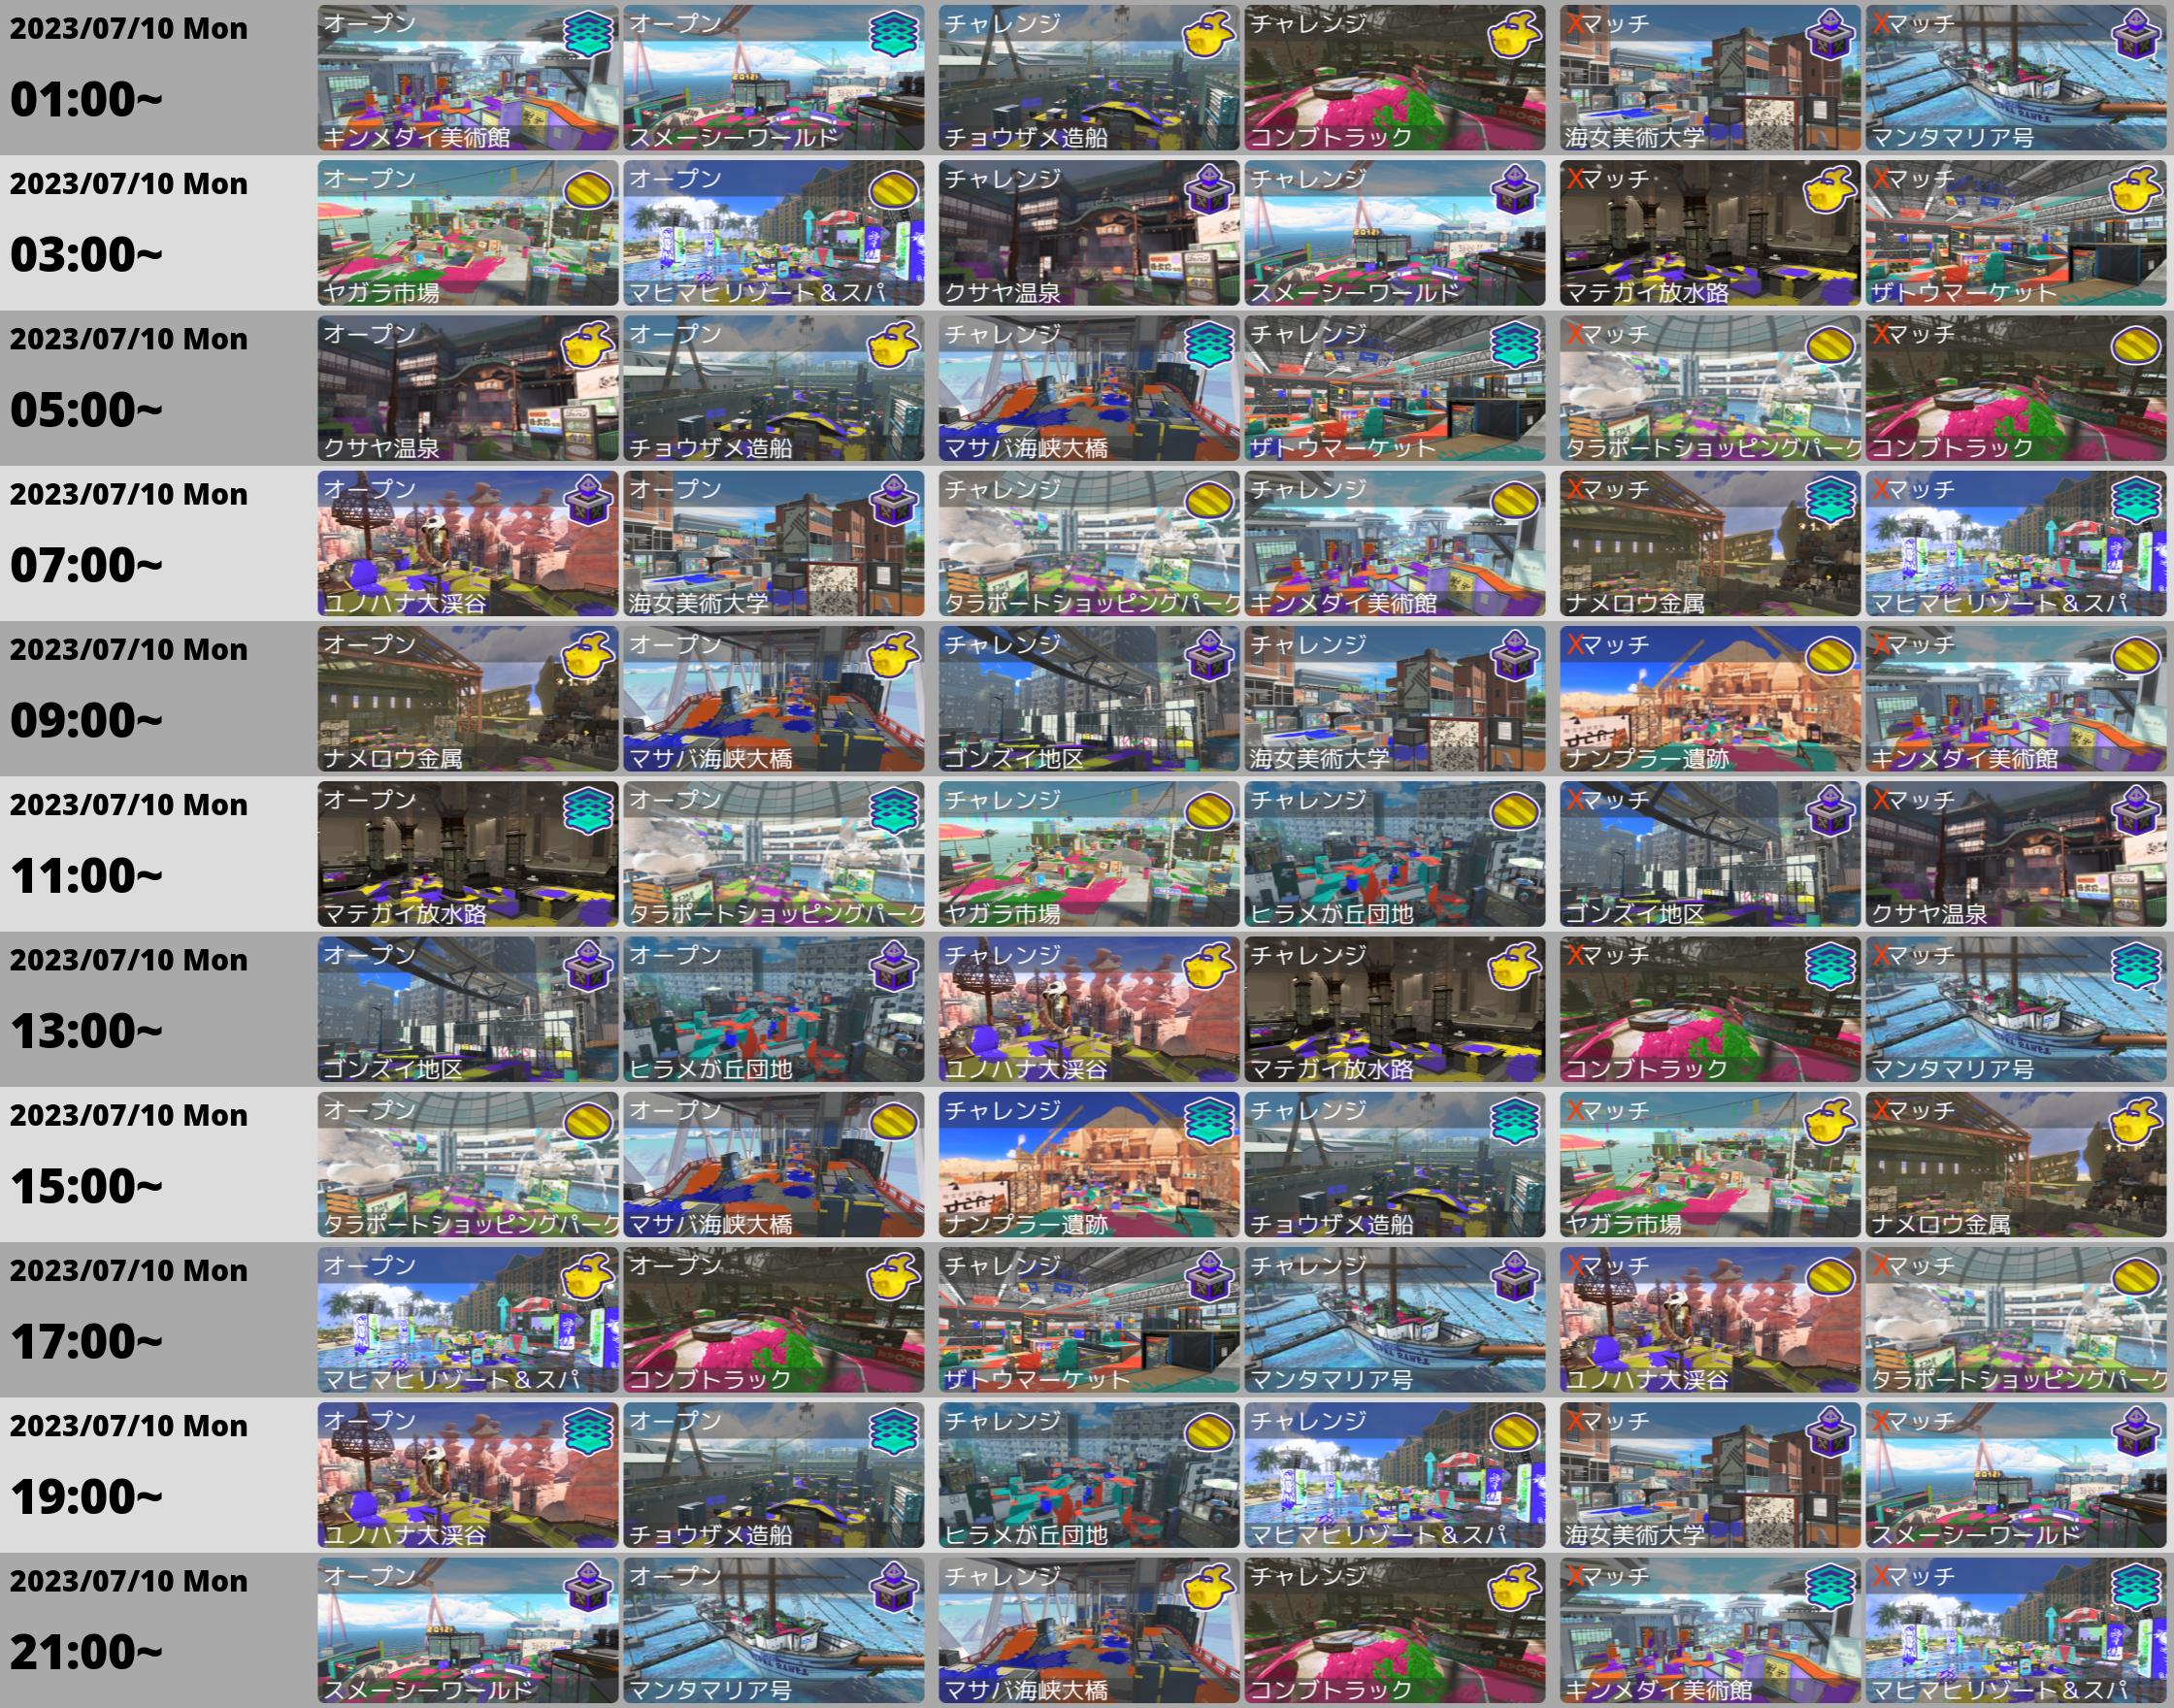 2023/07/10 Mon
01:00~
オープン
キンメダイ美術館
オープン
スメーシーワールド
チャレンジ
チョウザメ造船
チャレンジ
コンブトラック
Xマッチ
海女美術大学
Xマッチ
マンタマリア号
2023/07/10 Mon
03:00~
オープン
ヤガラ市場
オープン
マヒマヒリゾート＆スパ
チャレンジ
クサヤ温泉
チャレンジ
スメーシーワールド
Xマッチ
マテガイ放水路
Xマッチ
ザトウマーケット
2023/07/10 Mon
05:00~
オープン
クサヤ温泉
オープン
チョウザメ造船
チャレンジ
マサバ海峡大橋
チャレンジ
ザトウマーケット
Xマッチ
タラポートショッピングパーク
Xマッチ
コンブトラック
2023/07/10 Mon
07:00~
オープン
ユノハナ大渓谷
オープン
海女美術大学
チャレンジ
タラポートショッピングパーク
チャレンジ
キンメダイ美術館
Xマッチ
ナメロウ金属
Xマッチ
マヒマヒリゾート＆スパ
2023/07/10 Mon
09:00~
オープン
ナメロウ金属
オープン
マサバ海峡大橋
チャレンジ
ゴンズイ地区
チャレンジ
海女美術大学
Xマッチ
ナンプラー遺跡
Xマッチ
キンメダイ美術館
2023/07/10 Mon
11:00~
オープン
マテガイ放水路
オープン
タラポートショッピングパーク
チャレンジ
ヤガラ市場
チャレンジ
ヒラメが丘団地
Xマッチ
ゴンズイ地区
Xマッチ
クサヤ温泉
2023/07/10 Mon
13:00~
オープン
ゴンズイ地区
オープン
ヒラメが丘団地
チャレンジ
ユノハナ大渓谷
チャレンジ
マテガイ放水路
Xマッチ
コンブトラック
Xマッチ
マンタマリア号
2023/07/10 Mon
15:00~
オープン
タラポートショッピングパーク
オープン
マサバ海峡大橋
チャレンジ
ナンプラー遺跡
チャレンジ
チョウザメ造船
Xマッチ
ヤガラ市場
Xマッチ
ナメロウ金属
2023/07/10 Mon
17:00~
オープン
マヒマヒリゾート＆スパ
オープン
コンブトラック
チャレンジ
ザトウマーケット
チャレンジ
マンタマリア号
Xマッチ
ユノハナ大渓谷
Xマッチ
タラポートショッピングパーク
2023/07/10 Mon
19:00~
オープン
ユノハナ大渓谷
オープン
チョウザメ造船
チャレンジ
ヒラメが丘団地
チャレンジ
マヒマヒリゾート＆スパ
Xマッチ
海女美術大学
Xマッチ
スメーシーワールド
2023/07/10 Mon
21:00~
オープン
スメーシーワールド
オープン
マンタマリア号
チャレンジ
マサバ海峡大橋
チャレンジ
コンブトラック
Xマッチ
キンメダイ美術館
Xマッチ
マヒマヒリゾート＆スパ